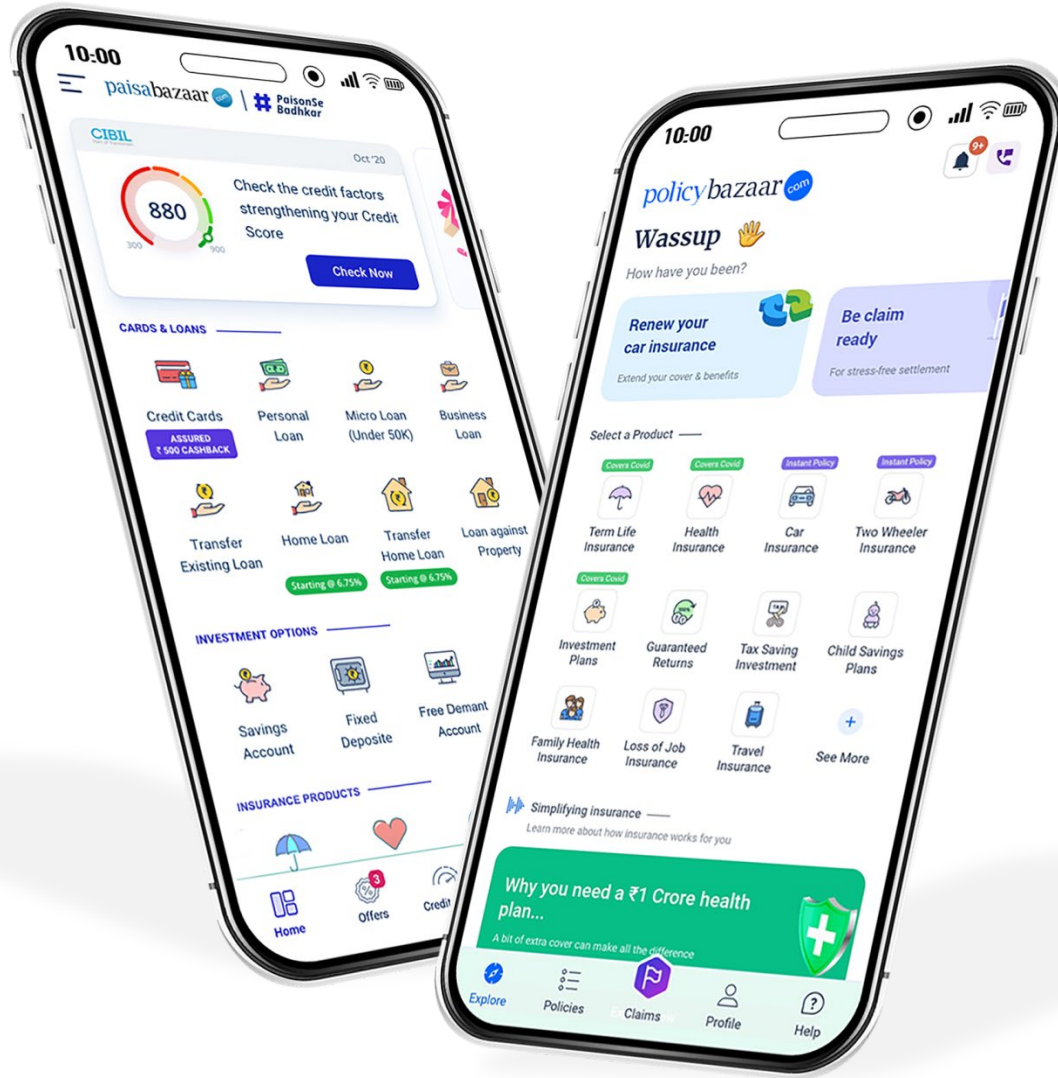 10:00
paisabazaar.com | # PaisonSe
Badhkar
CIBIL
Oct '20
880
300
900
Check the credit factors
strengthening your Credit
Score
Check Now
CARDS & LOANS
Credit Cards
ASSURED
₹ 500 CASHBACK
Personal
Loan
Micro Loan
(Under 50K)
Business
Loan
Transfer
Existing Loan
Home Loan
Starting @ 6.75%
Transfer
Home Loan
Starting @ 6.75%
Loan against
Property
INVESTMENT OPTIONS
Savings
Account
Fixed
Deposite
Free Demant
Account
INSURANCE PRODUCTS
Home
3
Offers
Credit
10:00
9+
policybazaar.com
Wassup
How have you been?
Renew your
car insurance
Extend your cover & benefits
Be claim
ready
For stress-free settlement
Select a Product
Covers Covid
Term Life
Insurance
Covers Covid
Health
Insurance
Instant Policy
Car
Insurance
Instant Policy
Two Wheeler
Insurance
Covers Covid
Investment
Plans
100%
Guaranteed
Returns
TAX
Tax Saving
Investment
Child Savings
Plans
Family Health
Insurance
Loss of Job
Insurance
Travel
Insurance
+
See More
Simplifying insurance
Learn more about how insurance works for you
Why you need a ₹1 Crore health
plan...
A bit of extra cover can make all the difference
Explore
Policies
Claims
Profile
Help